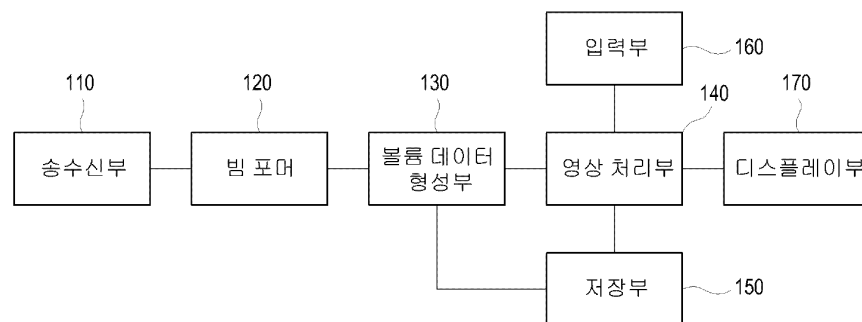 입력부
160
110
120
130
140
170
송수신부
빔 포머
볼륨 데이터
형성부
영상 처리부
디스플레이부
저장부
150